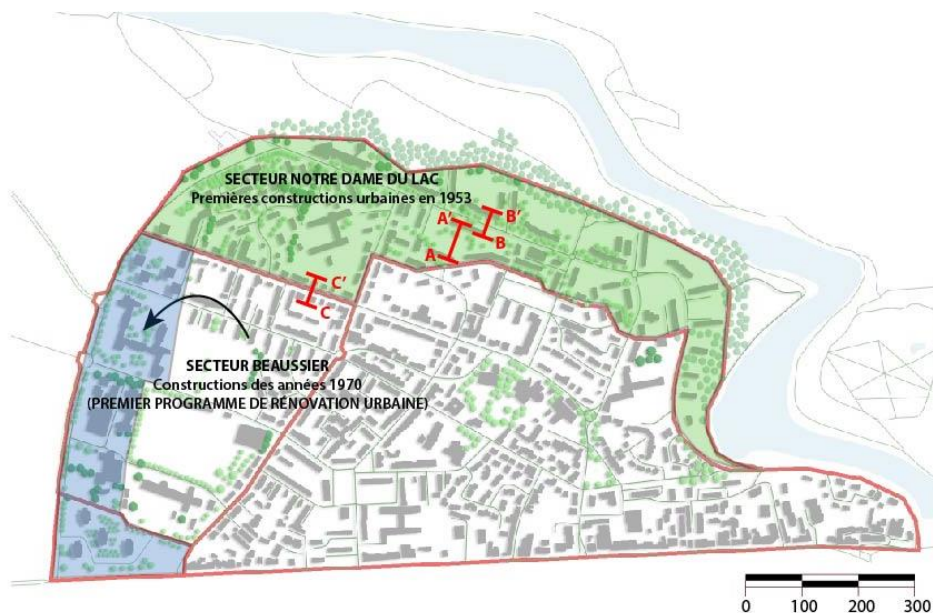 SECTEUR NOTRE DAME DU LAC
Premières constructions urbaines en 1953
A'
B'
B
A
C'
C
SECTEUR BEAUSSIER
Constructions des années 1970
(PREMIER PROGRAMME DE RÉNOVATION URBAINE)
0 100 200 300